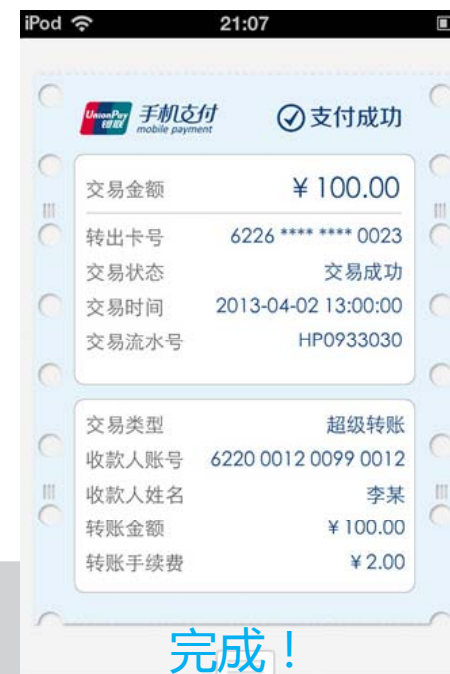 iPod 21:07
UnionPay 银联 手机支付 mobile payment 支付成功
交易金额 ¥ 100.00
转出卡号 6226 **** **** 0023
交易状态 交易成功
交易时间 2013-04-02 13:00:00
交易流水号 HP0933030
交易类型 超级转账
收款人账号 6220 0012 0099 0012
收款人姓名 李某
转账金额 ¥ 100.00
转账手续费 ¥ 2.00
完成！